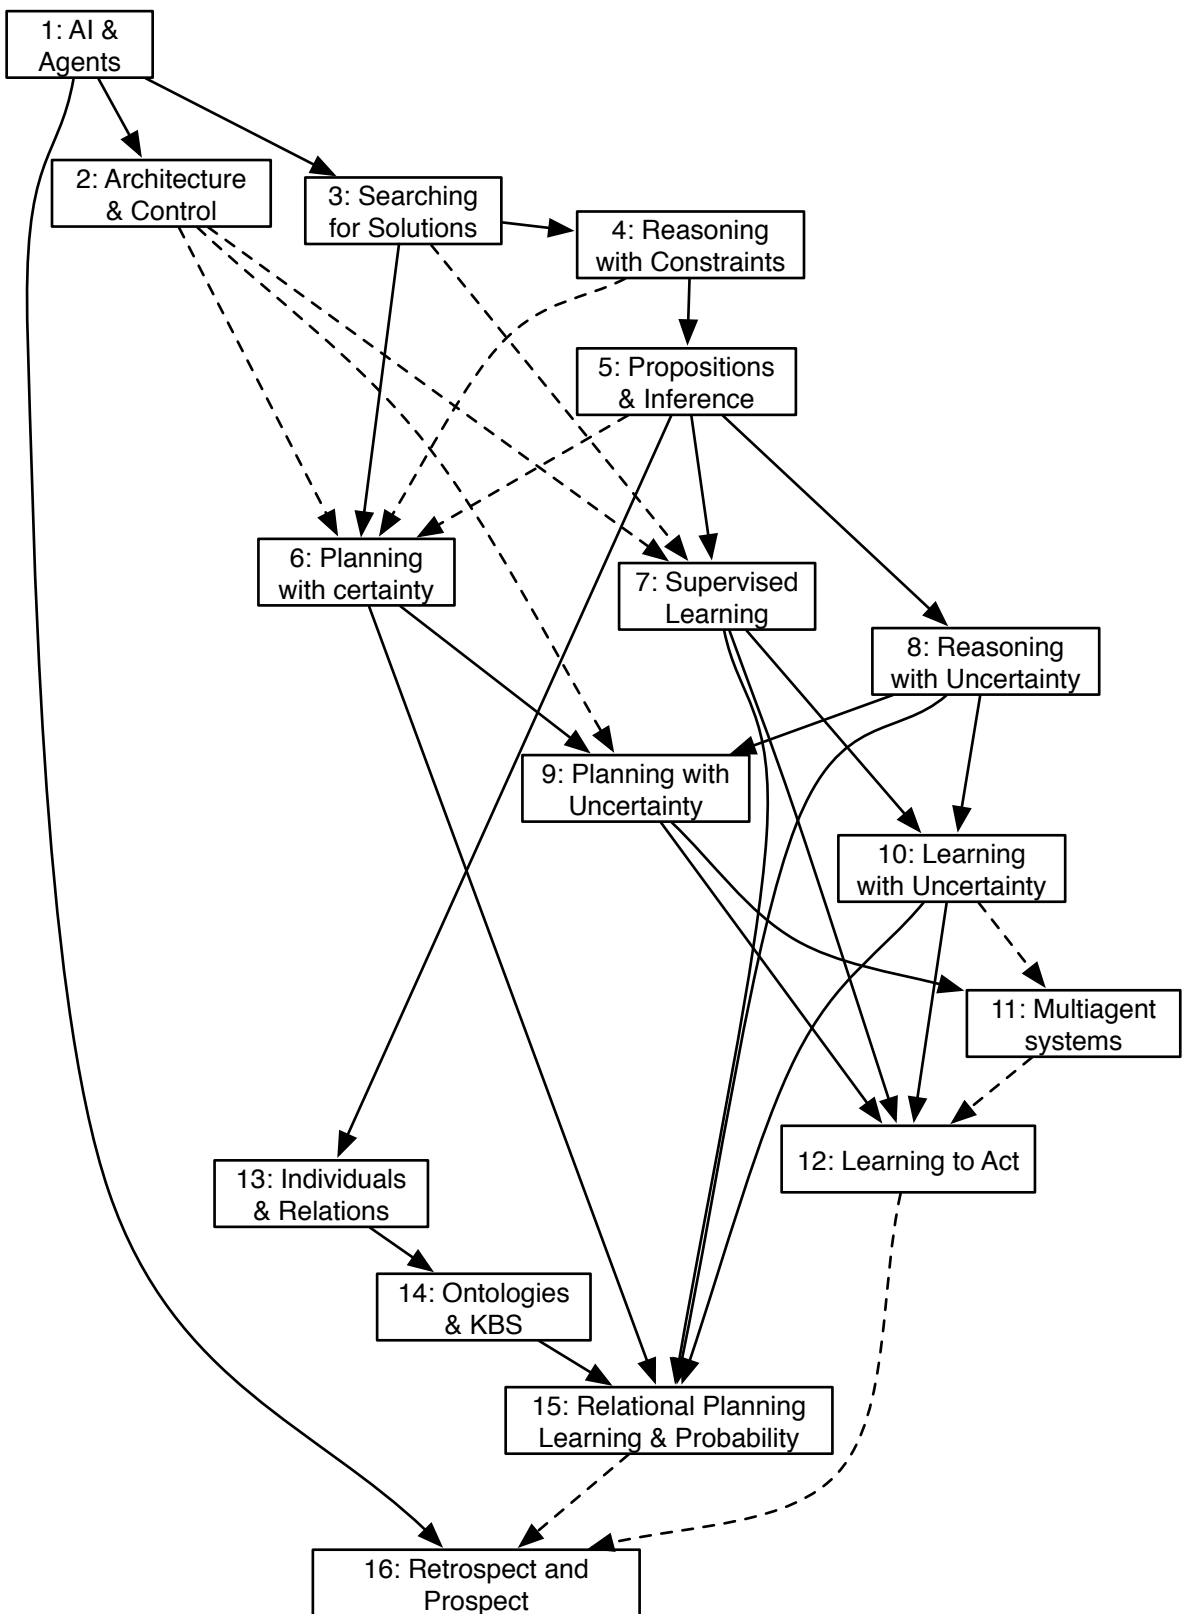 1: AI &
Agents
2: Architecture
& Control
3: Searching
for Solutions
4: Reasoning
with Constraints
5: Propositions
& Inference
6: Planning
with certainty
7: Supervised
Learning
8: Reasoning
with Uncertainty
9: Planning with
Uncertainty
10: Learning
with Uncertainty
11: Multiagent
systems
12: Learning to Act
13: Individuals
& Relations
14: Ontologies
& KBS
15: Relational Planning
Learning & Probability
16: Retrospect and
Prospect